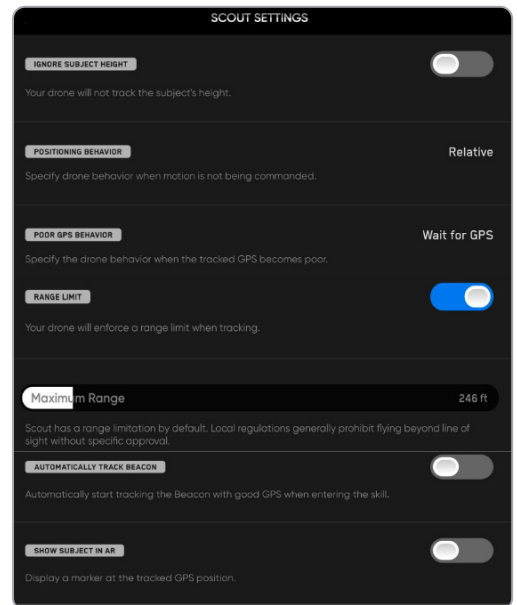 SCOUT SETTINGS
IGNORE SUBJECT HEIGHT
Your drone will not track the subject's height.
POSITIONING BEHAVIOR
Relative
Specify drone behavior when motion is not being commanded.
POOR GPS BEHAVIOR
Wait for GPS
Specify the drone behavior when the tracked GPS becomes poor.
RANGE LIMIT
Your drone will enforce a range limit when tracking.
Maximum Range
246 ft
Scout has a range limitation by default. Local regulations generally prohibit flying beyond line of
sight without specific approval.
AUTOMATICALLY TRACK BEACON
Automatically start tracking the Beacon with good GPS when entering the skill.
SHOW SUBJECT IN AR
Display a marker at the tracked GPS position.